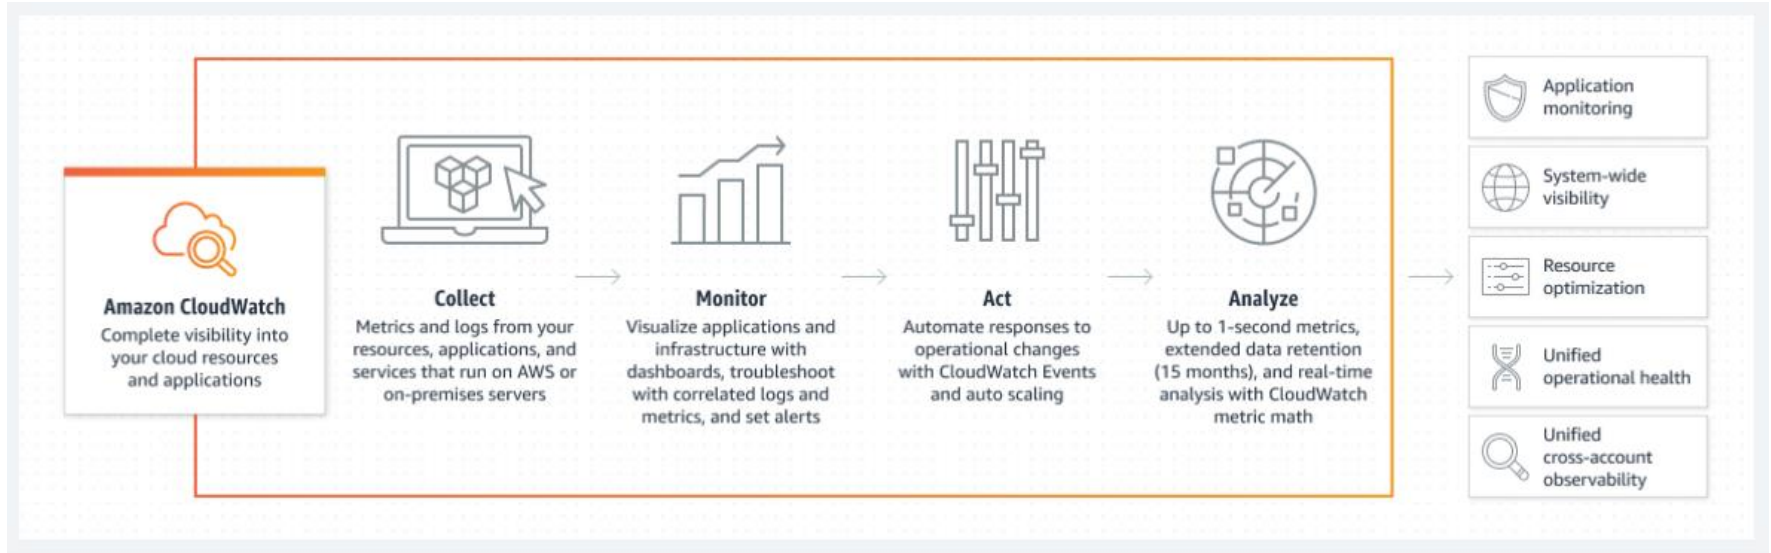 Amazon CloudWatch
Complete visibility into
your cloud resources
and applications
Collect
Metrics and logs from your
resources, applications, and
services that run on AWS or
on-premises servers
Monitor
Visualize applications and
infrastructure with
dashboards, troubleshoot
with correlated logs and
metrics, and set alerts
Act
Automate responses to
operational changes
with CloudWatch Events
and auto scaling
Analyze
Up to 1-second metrics,
extended data retention
(15 months), and real-time
analysis with CloudWatch
metric math
Application
monitoring
System-wide
visibility
Resource
optimization
Unified
operational health
Unified
cross-account
observability